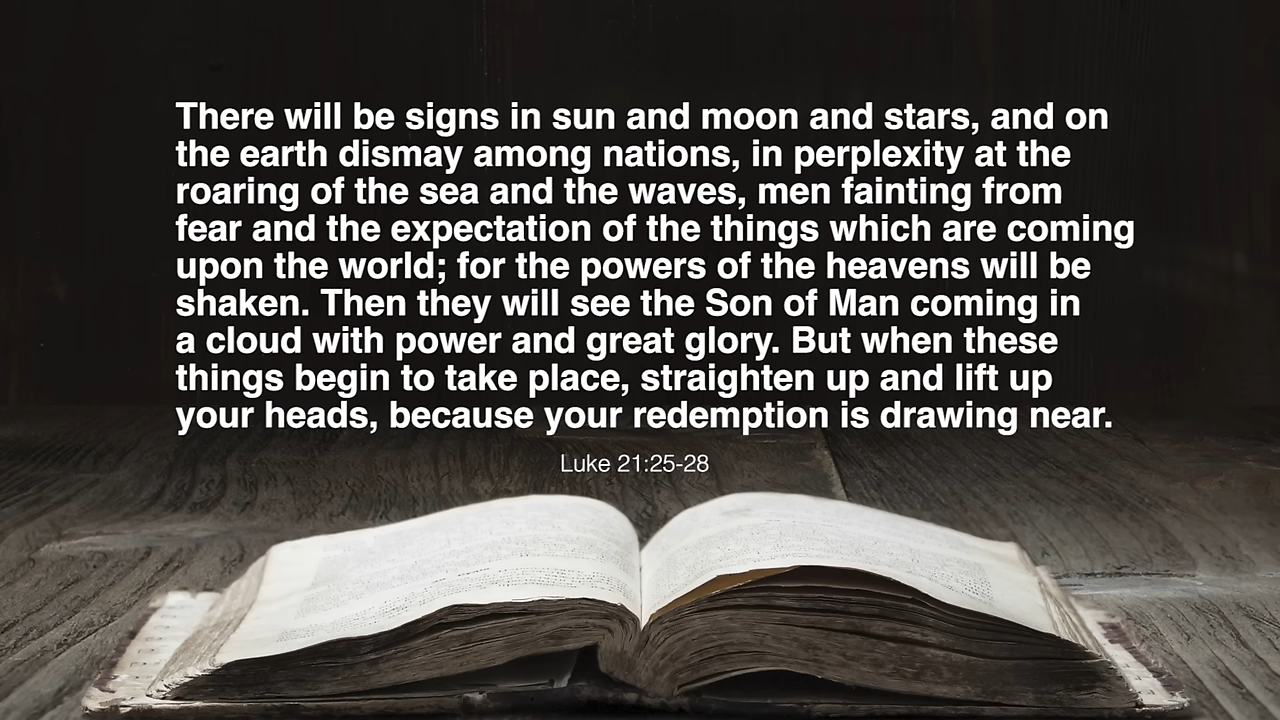 There will be signs in sun and moon and stars, and on
the earth dismay among nations, in perplexity at the
roaring of the sea and the waves, men fainting from
fear and the expectation of the things which are coming
upon the world; for the powers of the heavens will be
shaken. Then they will see the Son of Man coming in
a cloud with power and great glory. But when these
things begin to take place, straighten up and lift up
your heads, because your redemption is drawing near.
Luke 21:25-28